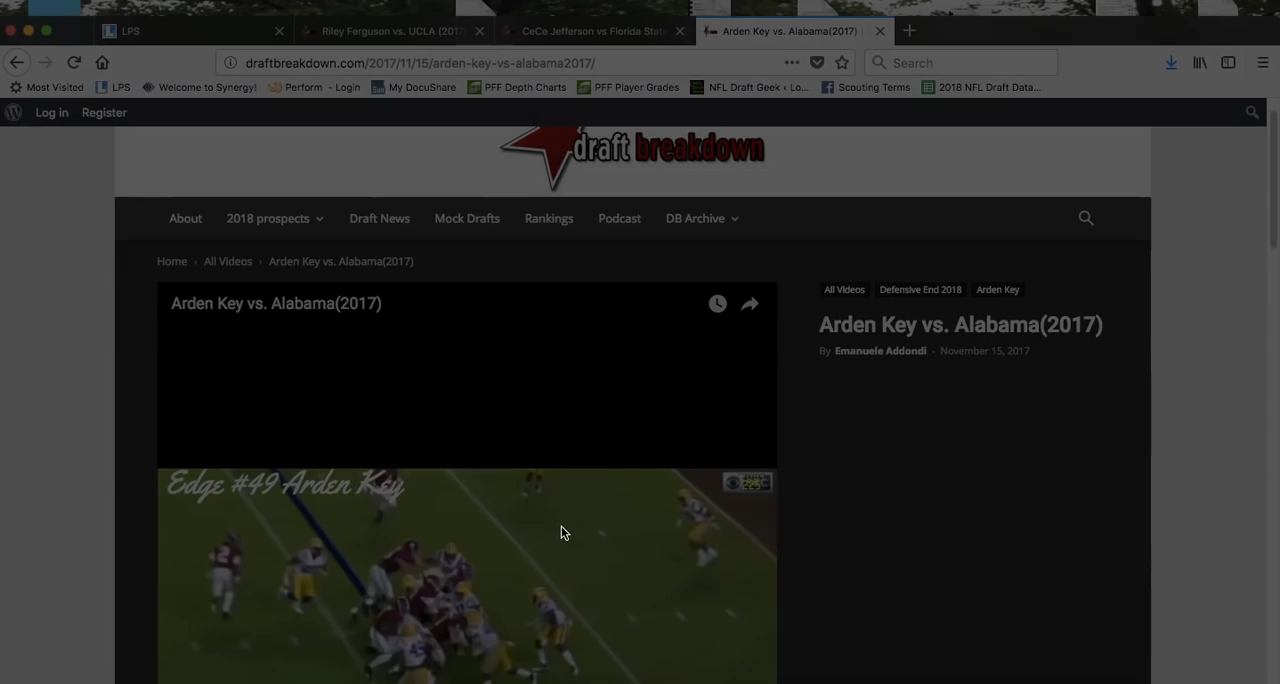 LPS
Riley Ferguson vs. UCLA (2017)
CeCe Jefferson vs Florida State
Arden Key vs. Alabama(2017)
draftbreakdown.com/2017/11/15/arden-key-vs-alabama2017/
Search
Most Visited
LPS
Welcome to Synergy!
Perform - Login
My DocuShare
PFF Depth Charts
PFF Player Grades
NFL Draft Geek ‹ Lo...
Scouting Terms
2018 NFL Draft Data...
Log in
Register
draft breakdown
About
2018 prospects
Draft News
Mock Drafts
Rankings
Podcast
DB Archive
Home › All Videos › Arden Key vs. Alabama(2017)
Arden Key vs. Alabama(2017)
All Videos
Defensive End 2018
Arden Key
Arden Key vs. Alabama(2017)
By Emanuele Addondi - November 15, 2017
Edge #49 Arden Key